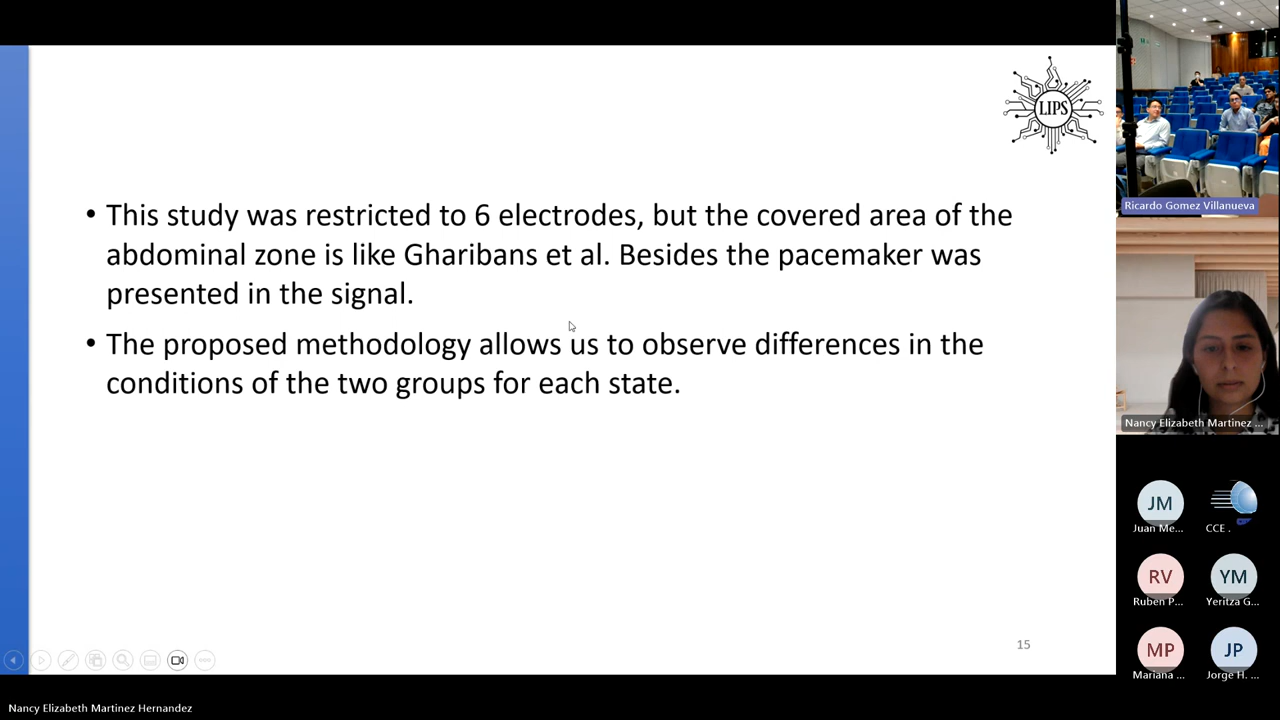 LIPS
• This study was restricted to 6 electrodes, but the covered area of the
abdominal zone is like Gharibans et al. Besides the pacemaker was
presented in the signal.
• The proposed methodology allows us to observe differences in the
conditions of the two groups for each state.
15
Ricardo Gomez Villanueva
Nancy Elizabeth Martinez ...
JM
Juan Me...
CCE .
RV
Ruben P...
YM
Yeritza G...
MP
Mariana ...
JP
Jorge H. ...
Nancy Elizabeth Martinez Hernandez